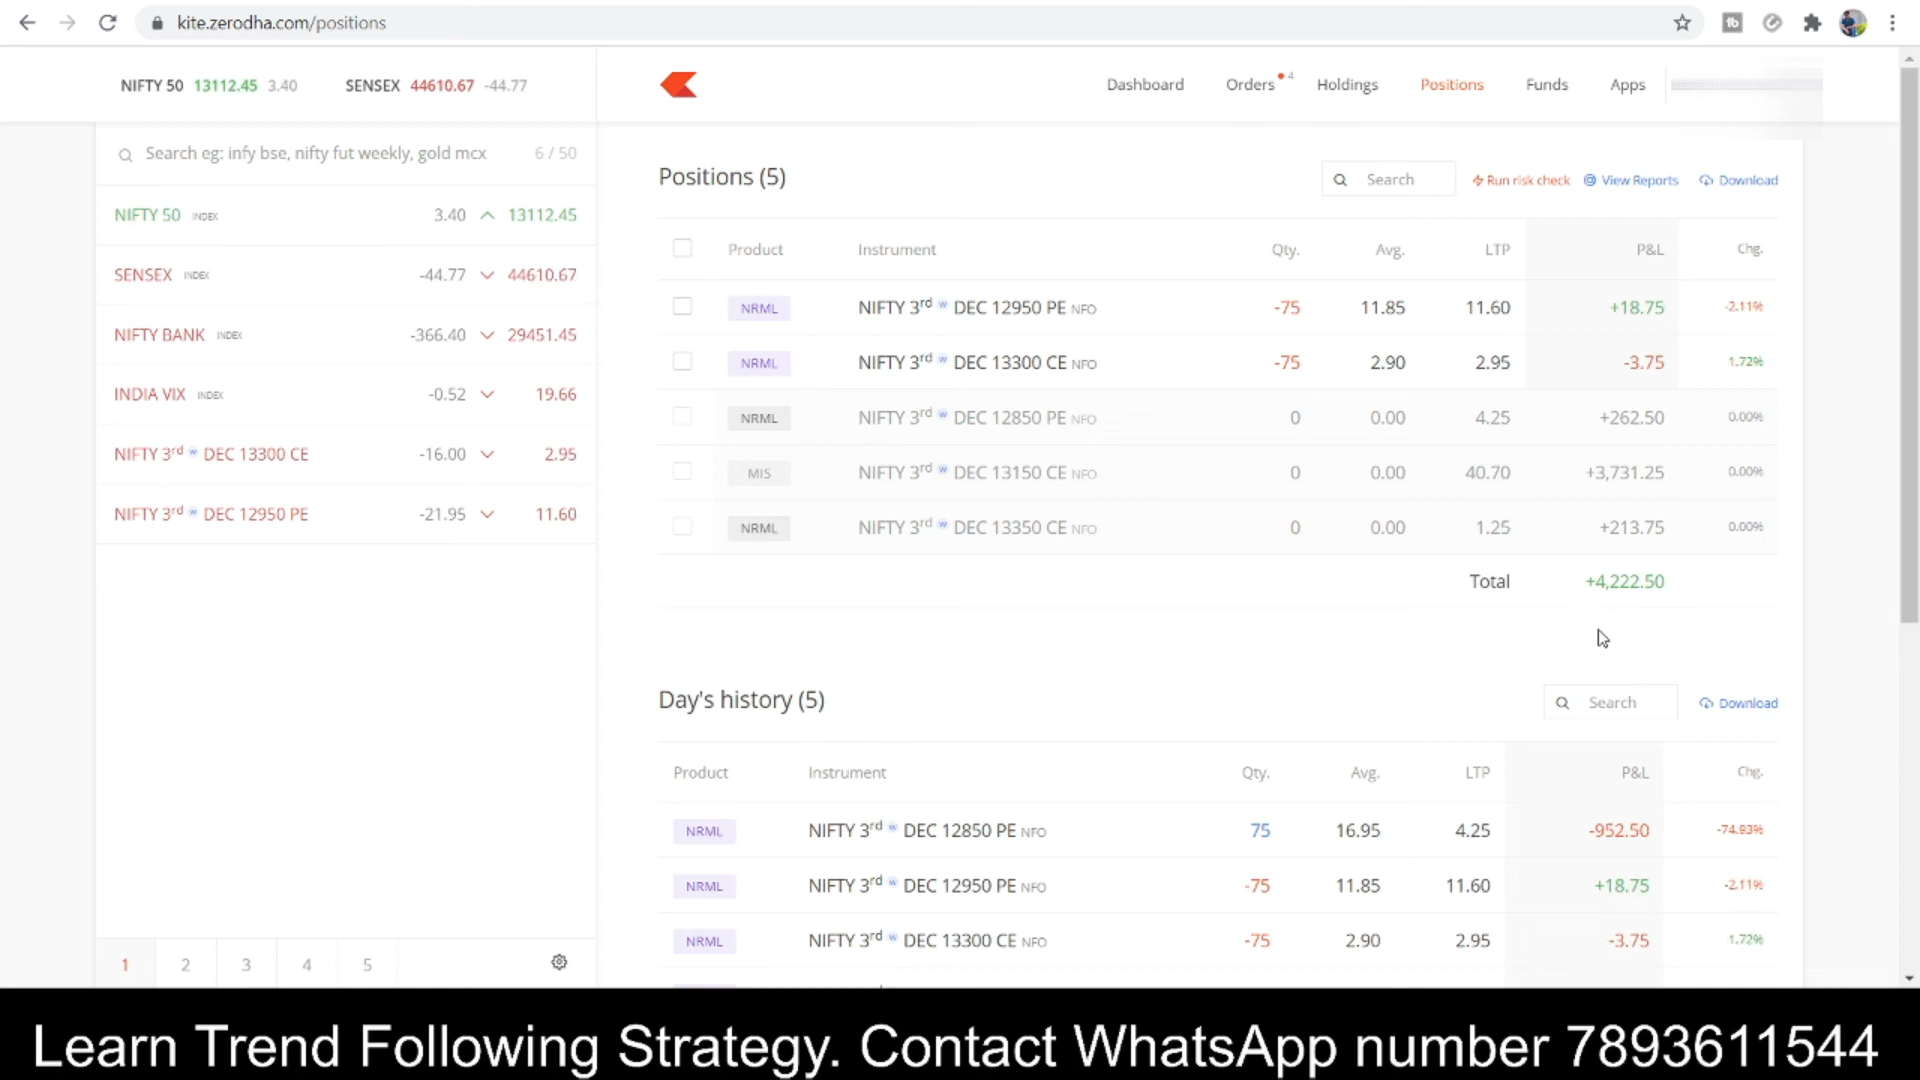 kite.zerodha.com/positions
NIFTY 50 13112.45 3.40 SENSEX 44610.67 -44.77
Dashboard Orders 4 Holdings Positions Funds Apps
Search eg: infy bse, nifty fut weekly, gold mcx 6 / 50
NIFTY 50 INDEX 3.40 13112.45
SENSEX INDEX -44.77 44610.67
NIFTY BANK INDEX -366.40 29451.45
INDIA VIX INDEX -0.52 19.66
NIFTY 3rd w DEC 13300 CE -16.00 2.95
NIFTY 3rd w DEC 12950 PE -21.95 11.60
1 2 3 4 5
Positions (5) Search Run risk check View Reports Download
Product Instrument Qty. Avg. LTP P&L Chg.
NRML NIFTY 3rd w DEC 12950 PE NFO -75 11.85 11.60 +18.75 -2.11%
NRML NIFTY 3rd w DEC 13300 CE NFO -75 2.90 2.95 -3.75 1.72%
NRML NIFTY 3rd w DEC 12850 PE NFO 0 0.00 4.25 +262.50 0.00%
MIS NIFTY 3rd w DEC 13150 CE NFO 0 0.00 40.70 +3,731.25 0.00%
NRML NIFTY 3rd w DEC 13350 CE NFO 0 0.00 1.25 +213.75 0.00%
Total +4,222.50
Day's history (5) Search Download
Product Instrument Qty. Avg. LTP P&L Chg.
NRML NIFTY 3rd w DEC 12850 PE NFO 75 16.95 4.25 -952.50 -74.93%
NRML NIFTY 3rd w DEC 12950 PE NFO -75 11.85 11.60 +18.75 -2.11%
NRML NIFTY 3rd w DEC 13300 CE NFO -75 2.90 2.95 -3.75 1.72%
Learn Trend Following Strategy. Contact WhatsApp number 7893611544